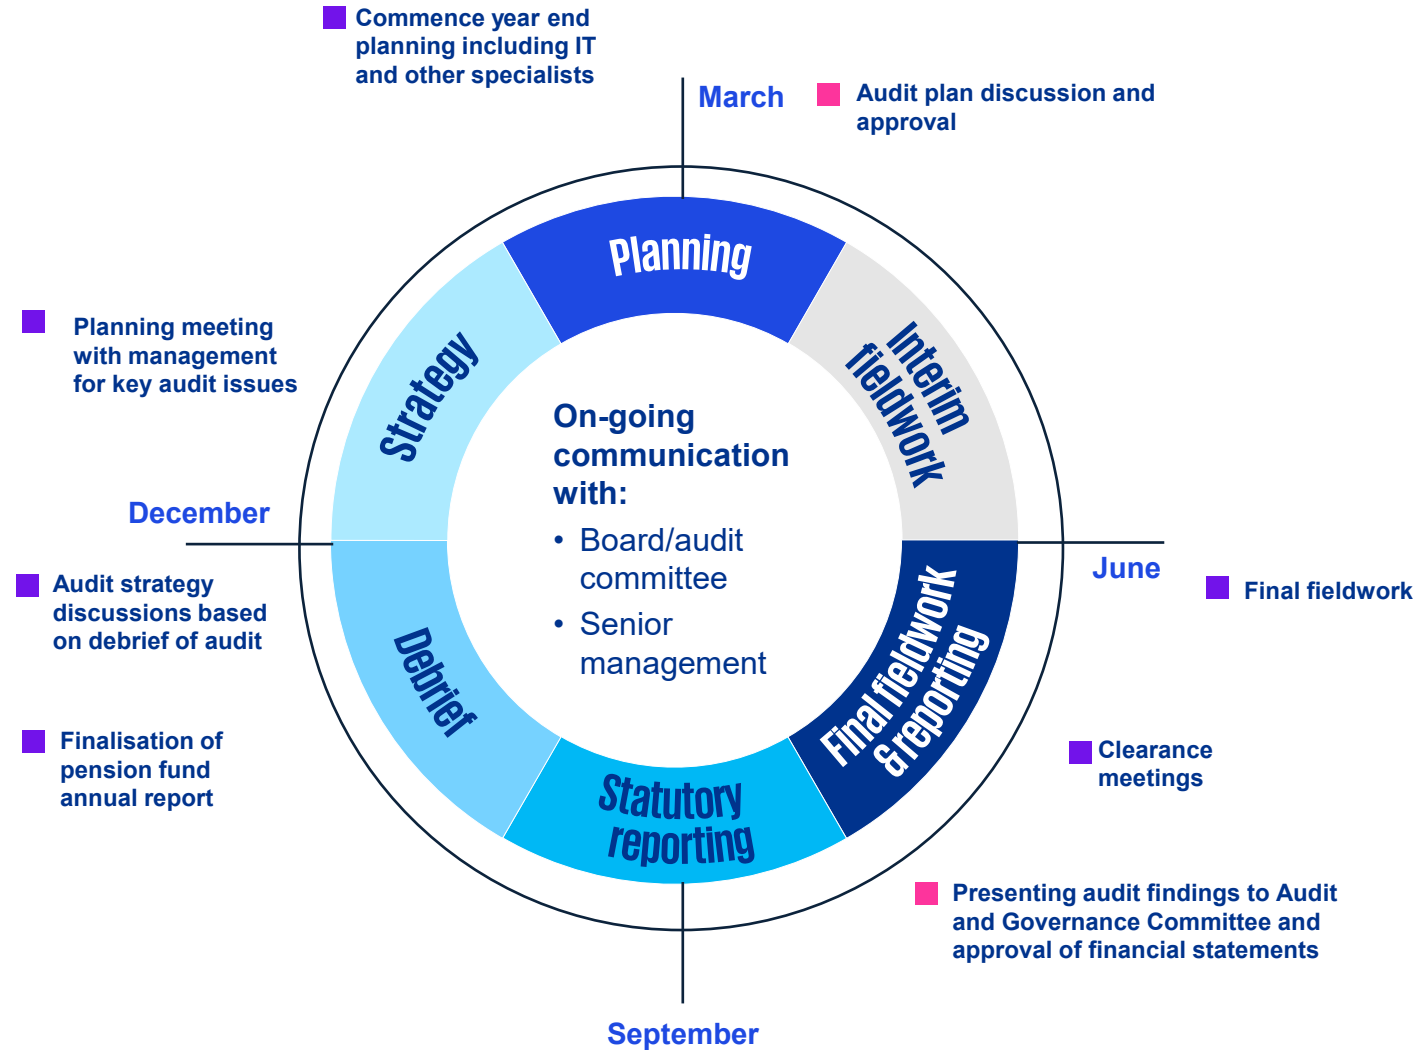 Commence year end
planning including IT
and other specialists
March
Audit plan discussion and
approval
Planning
Interim
fieldwork
Strategy
Planning meeting
with management
for key audit issues
On-going
communication
with:
• Board/audit
committee
• Senior
management
December
June
Final fieldwork
Audit strategy
discussions based
on debrief of audit
Debrief
Final fieldwork
& reporting
Finalisation of
pension fund
annual report
Clearance
meetings
Statutory
reporting
Presenting audit findings to Audit
and Governance Committee and
approval of financial statements
September